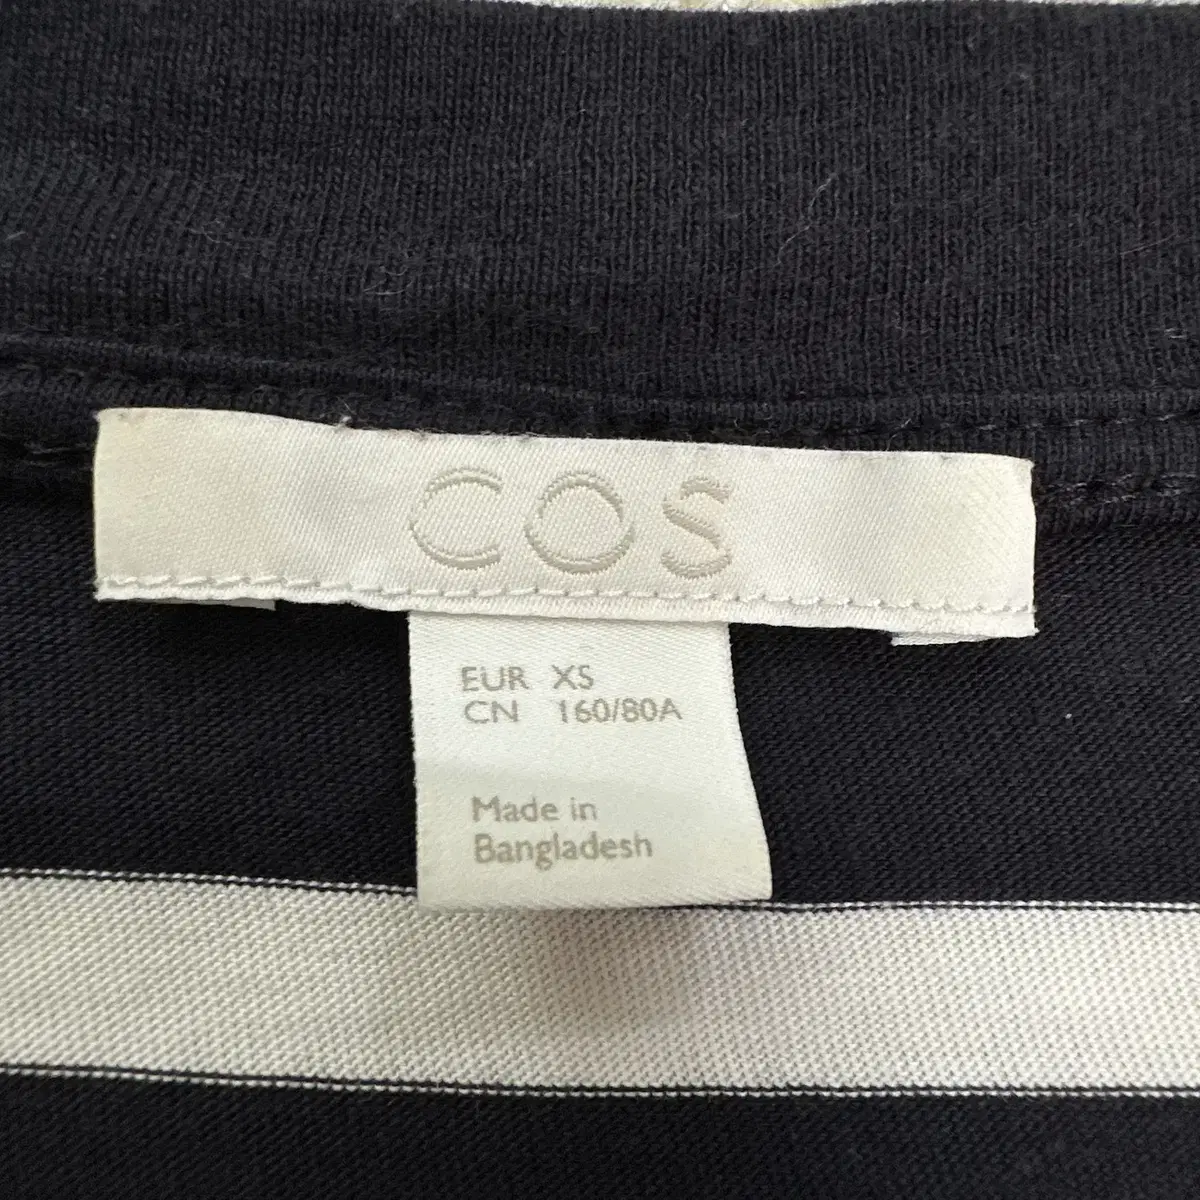 COS
EUR XS
CN 160/80A
Made in
Bangladesh